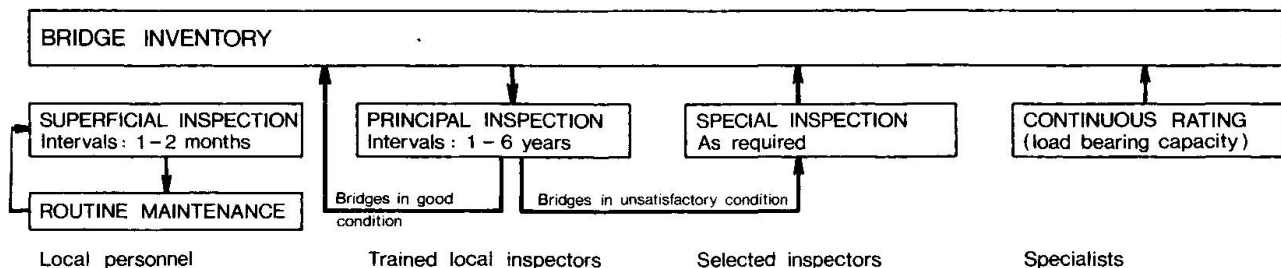 BRIDGE INVENTORY
SUPERFICIAL INSPECTION
Intervals : 1 – 2 months
PRINCIPAL INSPECTION
Intervals : 1 – 6 years
SPECIAL INSPECTION
As required
CONTINUOUS RATING
(load bearing capacity)
ROUTINE MAINTENANCE
Bridges in good
condition
Bridges in unsatisfactory condition
Local personnel
Trained local inspectors
Selected inspectors
Specialists